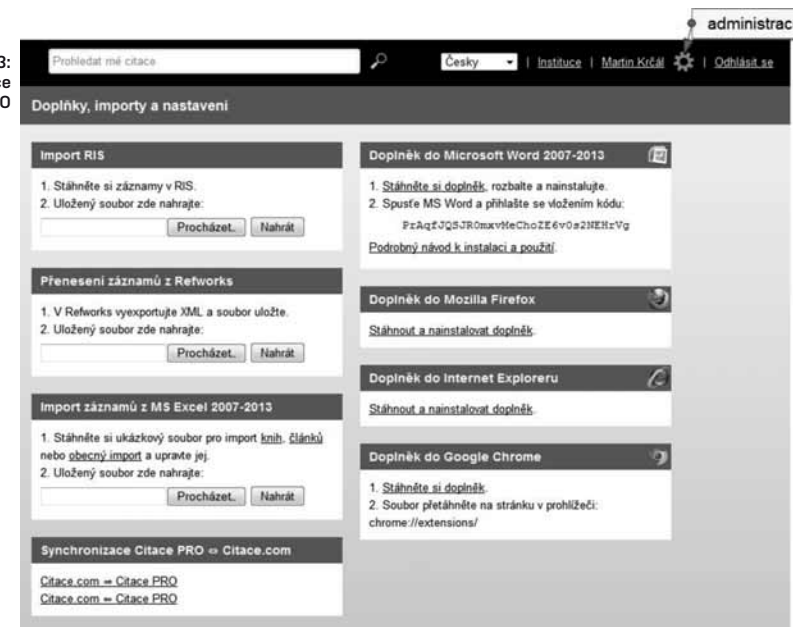 administrac
3:
ce
O
Prohledat mé citace
Česky | Instituce | Martin Krčál | Odhlásit se
Doplňky, importy a nastavení
Import RIS
1. Stáhněte si záznamy v RIS.
2. Uložený soubor zde nahrajte:
Procházet.. Nahrát
Přenesení záznamů z Refworks
1. V Refworks vyexportujte XML a soubor uložte.
2. Uložený soubor zde nahrajte:
Procházet.. Nahrát
Import záznamů z MS Excel 2007-2013
1. Stáhněte si ukázkový soubor pro import knih, článků
nebo obecný import a upravte jej.
2. Uložený soubor zde nahrajte:
Procházet.. Nahrát
Synchronizace Citace PRO ⇔ Citace.com
Citace.com ⇒ Citace PRO
Citace.com ⇐ Citace PRO
Doplněk do Microsoft Word 2007-2013
1. Stáhněte si doplněk, rozbalte a nainstalujte.
2. Spusťte MS Word a přihlašte se vložením kódu:
PrAqfJQSJROmxvMeChoZE6vOs2NEHrVg
Podrobný návod k instalaci a použití.
Doplněk do Mozilla Firefox
Stáhnout a nainstalovat doplněk.
Doplněk do Internet Exploreru
Stáhnout a nainstalovat doplněk.
Doplněk do Google Chrome
1. Stáhněte si doplněk.
2. Soubor přetáhněte na stránku v prohlížeči:
chrome://extensions/